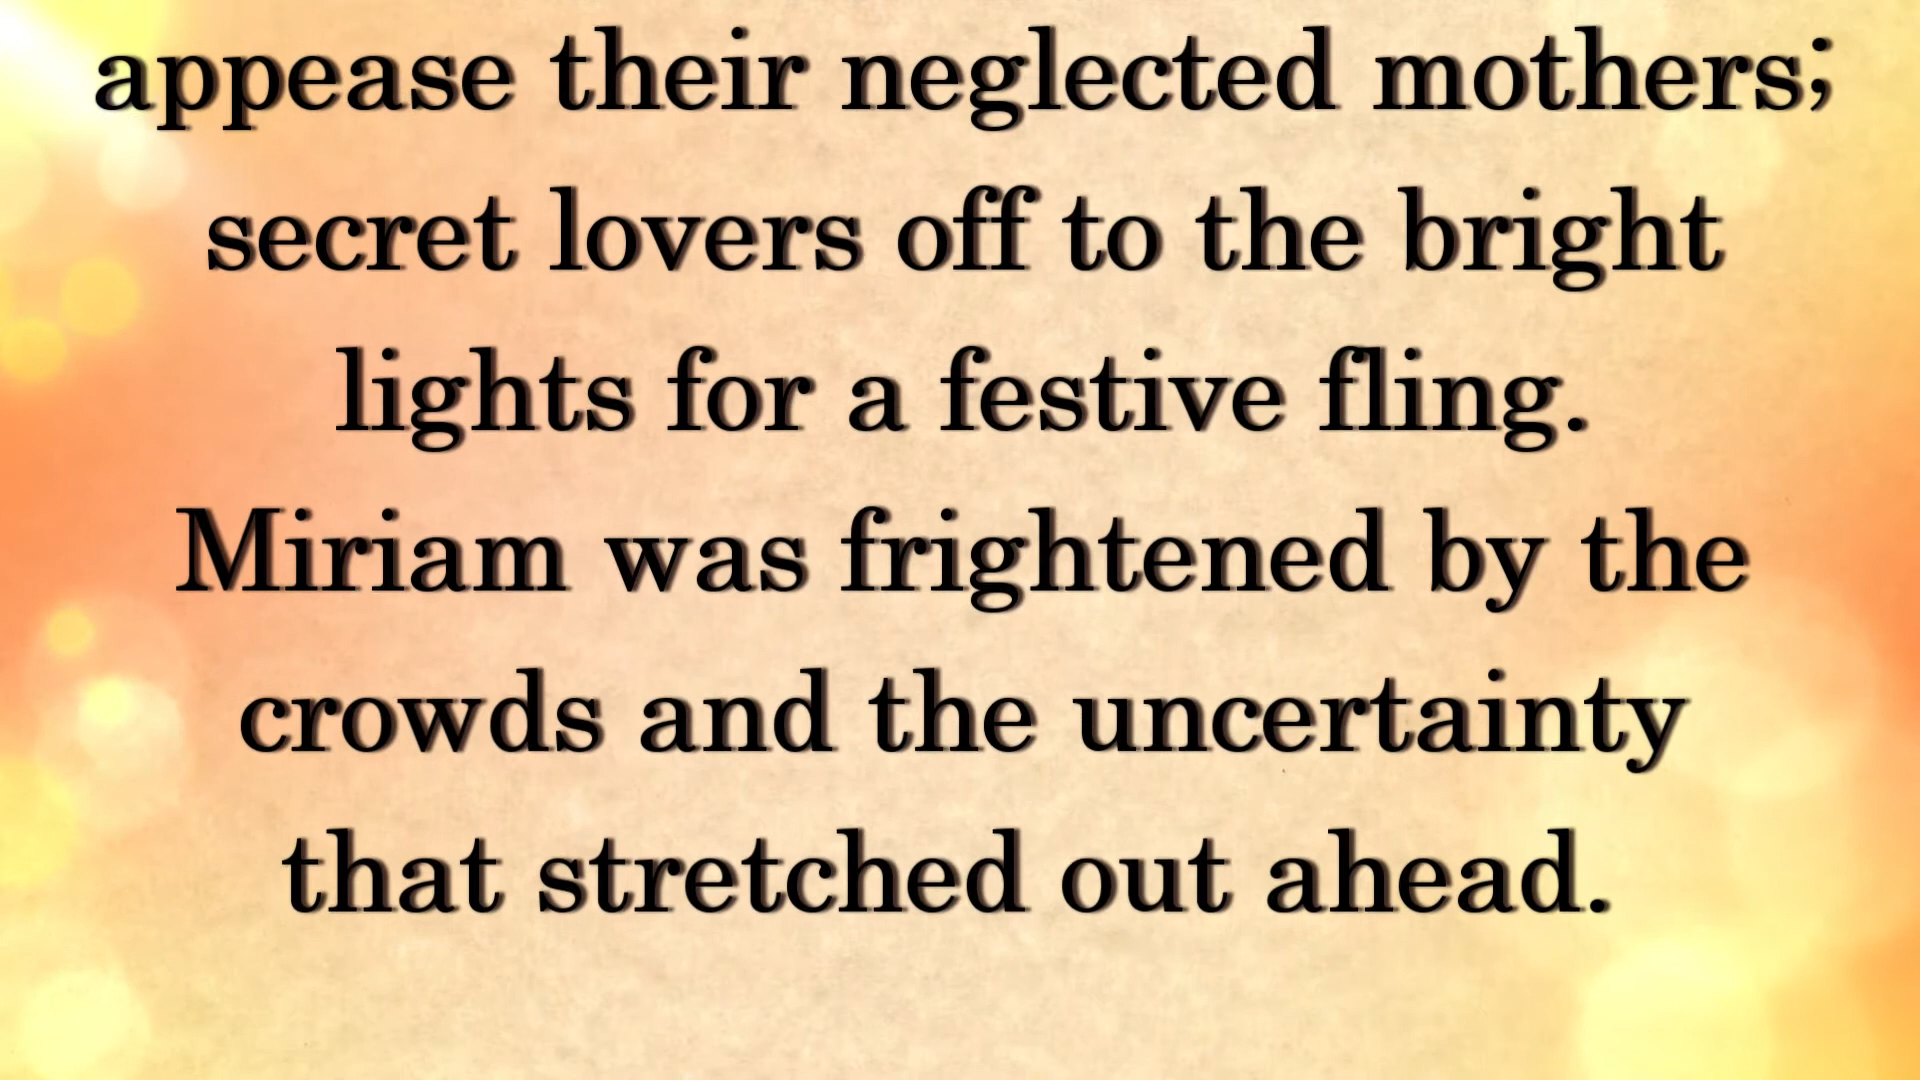 appease their neglected mothers;
secret lovers off to the bright
lights for a festive fling.
Miriam was frightened by the
crowds and the uncertainty
that stretched out ahead.